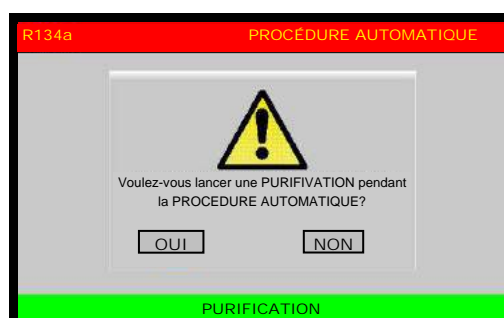 R134a PROCÉDURE AUTOMATIQUE
Voulez-vous lancer une PURIFIVATION pendant
la PROCEDURE AUTOMATIQUE?
OUI NON
PURIFICATION